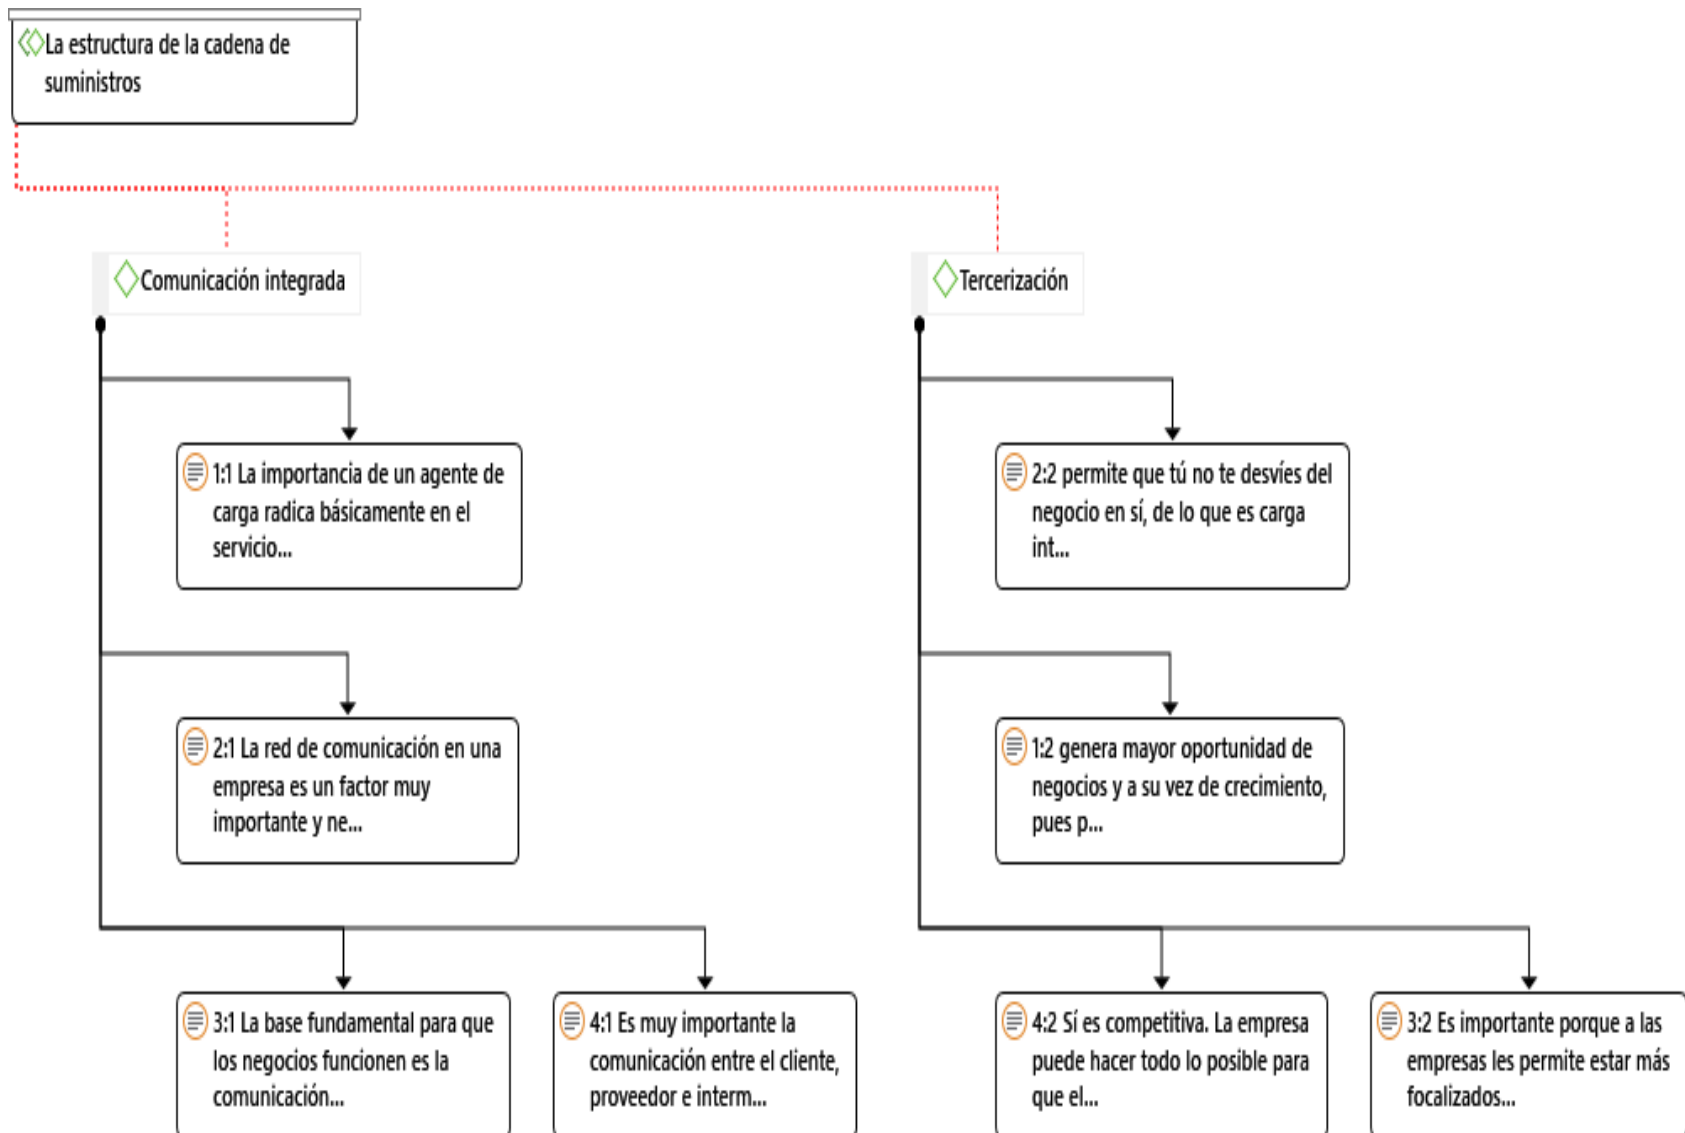 La estructura de la cadena de
suministros
Comunicación integrada
Tercerización
1:1 La importancia de un agente de
carga radica básicamente en el
servicio...
2:2 permite que tú no te desvíes del
negocio en sí, de lo que es carga
int...
2:1 La red de comunicación en una
empresa es un factor muy
importante y ne...
1:2 genera mayor oportunidad de
negocios y a su vez de crecimiento,
pues p...
3:1 La base fundamental para que
los negocios funcionen es la
comunicación...
4:1 Es muy importante la
comunicación entre el cliente,
proveedor e interm...
4:2 Sí es competitiva. La empresa
puede hacer todo lo posible para
que el...
3:2 Es importante porque a las
empresas les permite estar más
focalizados...